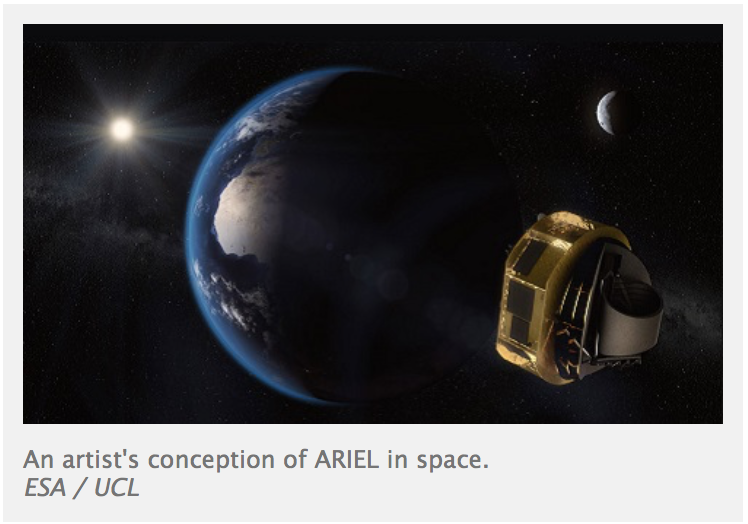 An artist's conception of ARIEL in space.
ESA / UCL